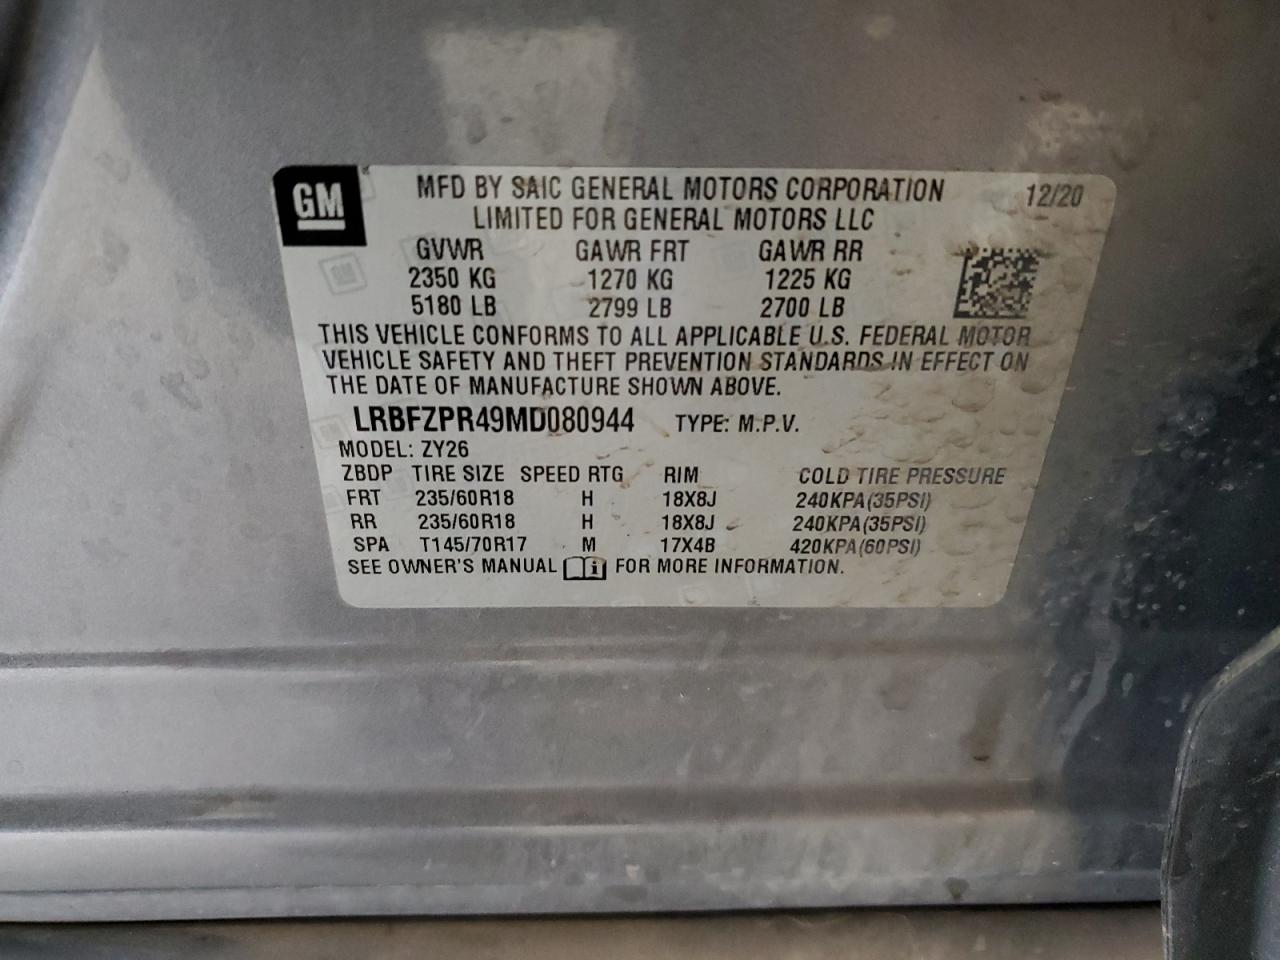 GM
MFD BY SAIC GENERAL MOTORS CORPORATION 12/20
LIMITED FOR GENERAL MOTORS LLC
GVWR GAWR FRT GAWR RR
2350 KG 1270 KG 1225 KG
5180 LB 2799 LB 2700 LB
THIS VEHICLE CONFORMS TO ALL APPLICABLE U.S. FEDERAL MOTOR
VEHICLE SAFETY AND THEFT PREVENTION STANDARDS IN EFFECT ON
THE DATE OF MANUFACTURE SHOWN ABOVE.
LRBFZPR49MD080944 TYPE: M.P.V.
MODEL: ZY26
ZBDP TIRE SIZE SPEED RTG RIM COLD TIRE PRESSURE
FRT 235/60R18 H 18X8J 240KPA(35PSI)
RR 235/60R18 H 18X8J 240KPA(35PSI)
SPA T145/70R17 M 17X4B 420KPA(60PSI)
SEE OWNER'S MANUAL i FOR MORE INFORMATION.